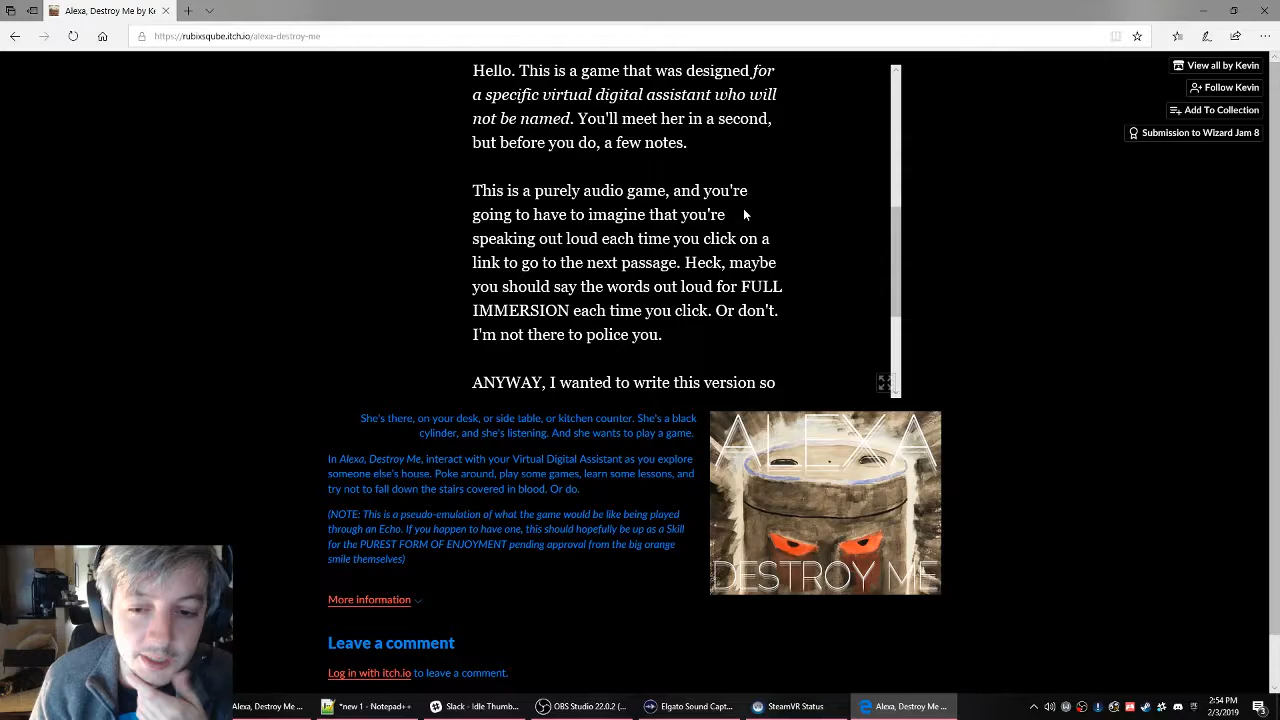 Alexa, Destroy Me by Ki
https://rubixsqube.itch.io/alexa-destroy-me
View all by Kevin
Follow Kevin
Add To Collection
Submission to Wizard Jam 8
Hello. This is a game that was designed for
a specific virtual digital assistant who will
not be named. You'll meet her in a second,
but before you do, a few notes.
This is a purely audio game, and you're
going to have to imagine that you're
speaking out loud each time you click on a
link to go to the next passage. Heck, maybe
you should say the words out loud for FULL
IMMERSION each time you click. Or don't.
I'm not there to police you.
ANYWAY, I wanted to write this version so
She's there, on your desk, or side table, or kitchen counter. She's a black
cylinder, and she's listening. And she wants to play a game.
In Alexa, Destroy Me, interact with your Virtual Digital Assistant as you explore
someone else's house. Poke around, play some games, learn some lessons, and
try not to fall down the stairs covered in blood. Or do.
(NOTE: This is a pseudo-emulation of what the game would be like being played
through an Echo. If you happen to have one, this should hopefully be up as a Skill
for the PUREST FORM OF ENJOYMENT pending approval from the big orange
smile themselves)
ALEXA
DESTROY ME
More information
Leave a comment
Log in with itch.io to leave a comment.
Alexa, Destroy Me ...
*new 1 - Notepad++
Slack - Idle Thumb...
OBS Studio 22.0.2 (...
Elgato Sound Capt...
SteamVR Status
Alexa, Destroy Me ...
2:54 PM
2/3/2019